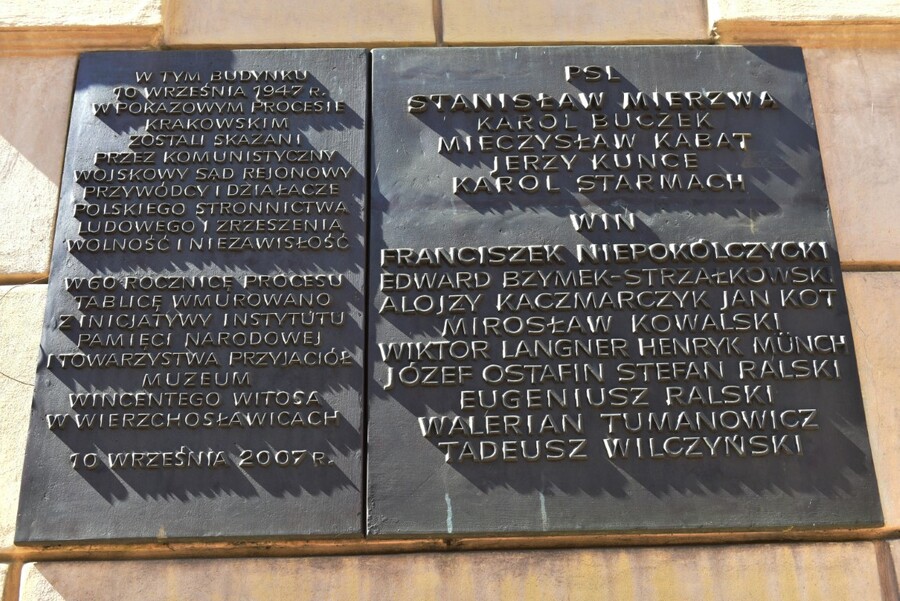 W TYM BUDYNKU
10 WRZEŚNIA 1947 R.
W POKAZOWYM PROCESIE
KRAKOWSKIM
ZOSTALI SKAZANI
PRZEZ KOMUNISTYCZNY
WOJSKOWY SĄD REJONOWY
PRZYWÓDCY I DZIAŁACZE
POLSKIEGO STRONNICTWA
LUDOWEGO I ZRZESZENIA
WOLNOŚĆ I NIEZAWISŁOŚĆ
W 60 ROCZNICĘ PROCESU
TABLICĘ WMUROWANO
Z INICJATYWY INSTYTUTU
PAMIĘCI NARODOWEJ
I TOWARZYSTWA PRZYJACIÓŁ
MUZEUM
WINCENTEGO WITOSA
W WIERZCHOSŁAWICACH
10 WRZEŚNIA 2007 R.
PSL
STANISŁAW MIERZWA
KAROL BUCZEK
MIECZYSŁAW KABAT
JERZY KUNCE
KAROL STARMACH
WIN
FRANCISZEK NIEPOKÓLCZYCKI
EDWARD BZYMEK-STRZAŁKOWSKI
ALOJZY KACZMARCZYK JAN KOT
MIROSŁAW KOWALSKI
WIKTOR LANGNER HENRYK MÜNCH
JÓZEF OSTAFIN STEFAN RALSKI
EUGENIUSZ RALSKI
WALERIAN TUMANOWICZ
TADEUSZ WILCZYŃSKI